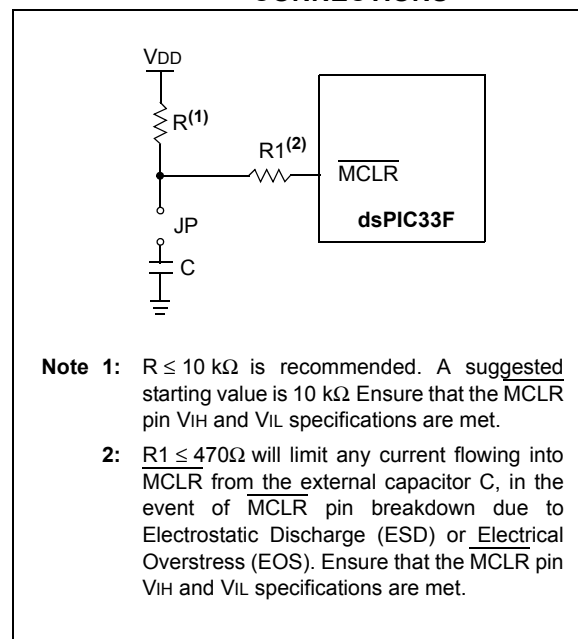 VDD
R(1)
R1(2)
MCLR
dsPIC33F
JP
C
Note 1: R ≤ 10 kΩ is recommended. A suggested
starting value is 10 kΩ Ensure that the MCLR
pin VIH and VIL specifications are met.
2: R1 ≤ 470Ω will limit any current flowing into
MCLR from the external capacitor C, in the
event of MCLR pin breakdown due to
Electrostatic Discharge (ESD) or Electrical
Overstress (EOS). Ensure that the MCLR pin
VIH and VIL specifications are met.